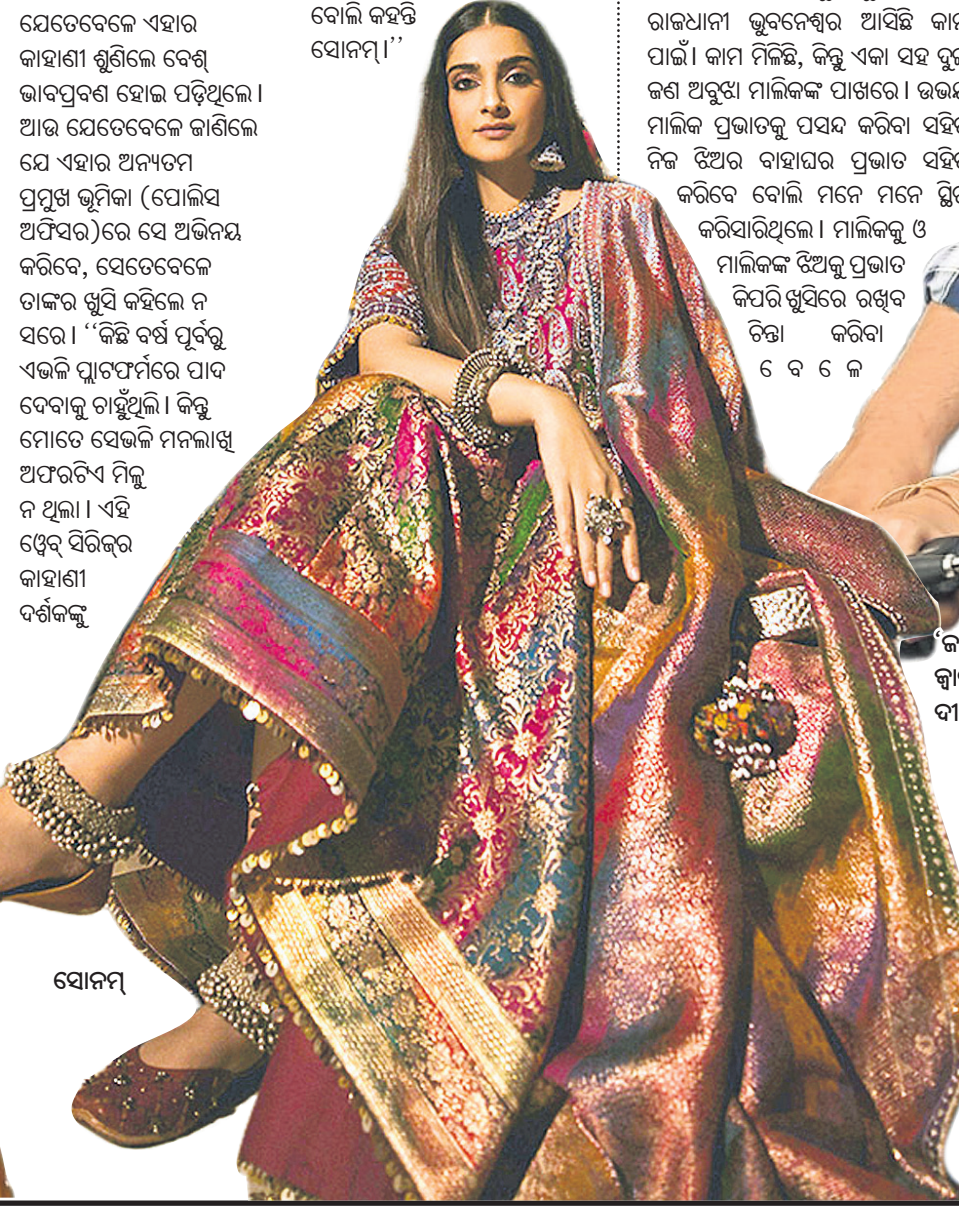 ଯେତେବେଳେ ଏହାର
କାହାଣୀ ଶୁଣିଲେ ବେଶ୍
ଭାବପ୍ରବଣ ହୋଇ ପଡ଼ିଥିଲେ।
ଆଉ ଯେତେବେଳେ ଜାଣିଲେ
ଯେ ଏହାର ଅନ୍ୟତମ
ପ୍ରମୁଖ ଭୂମିକା (ପୋଲିସ
ଅଫିସର)ରେ ସେ ଅଭିନୟ
କରିବେ, ସେତେବେଳେ
ତାଙ୍କର ଖୁସି କହିଲେ ନ
ସରେ। ‘‘କିଛି ବର୍ଷ ପୂର୍ବରୁ
ଏଭଳି ପ୍ଲାଟଫର୍ମରେ ପାଦ
ଦେବାକୁ ଚାହୁଁଥିଲି। କିନ୍ତୁ
ମୋତେ ସେଭଳି ମନଲାଖି
ଅଫରଟିଏ ମିଳୁ
ନ ଥିଲା। ଏହି
ୱେବ୍ ସିରିଜ୍‌ର
କାହାଣୀ
ଦର୍ଶକଙ୍କୁ
ବୋଲି କହନ୍ତି
ସୋନମ୍।’’
ରାଜଧାନୀ ଭୁବନେଶ୍ୱର ଆସିଛି
ପାଇଁ। କାମ ମିଳିଛି, କିନ୍ତୁ ଏକା ସହ
ଜଣ ଅବୁଝା ମାଲିକଙ୍କ ପାଖରେ।
ମାଲିକ ପ୍ରଭାତକୁ ପସନ୍ଦ କରିବା
ନିଜ ଝିଅର ବାହାଘର ପ୍ରଭାତ
କରିବେ ବୋଲି ମନେ ମନେ
କରିସାରିଥିଲେ। ମାଲିକକୁ ଓ
ମାଲିକଙ୍କ ଝିଅକୁ ପ୍ରଭାତ
କିପରି ଖୁସିରେ ରଖିବ
ଚିନ୍ତା କରିବା
ବେଳେ
ସୋନମ୍